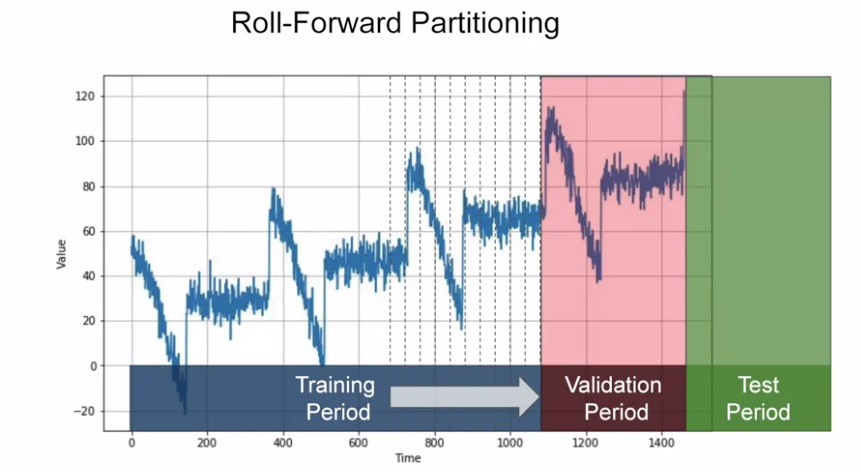 Roll-Forward Partitioning
120
100
80
60
40
20
0
−20
Value
Training
Period
Validation
Period
Test
Period
0 200 400 600 800 1000 1200 1400
Time